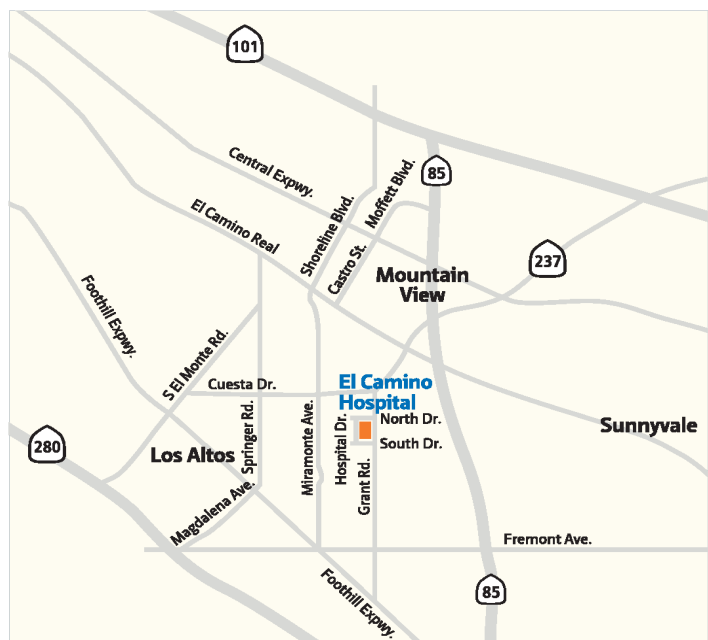 101
Central Expwy.
85
Moffett Blvd.
El Camino Real
Shoreline Blvd.
Castro St.
237
Mountain
View
Foothill Expwy.
S El Monte Rd.
Cuesta Dr.
El Camino
Hospital
North Dr.
South Dr.
Sunnyvale
280
Los Altos
Springer Rd.
Miramonte Ave.
Hospital Dr.
Grant Rd.
Magdalena Ave.
Fremont Ave.
Foothill Expwy.
85